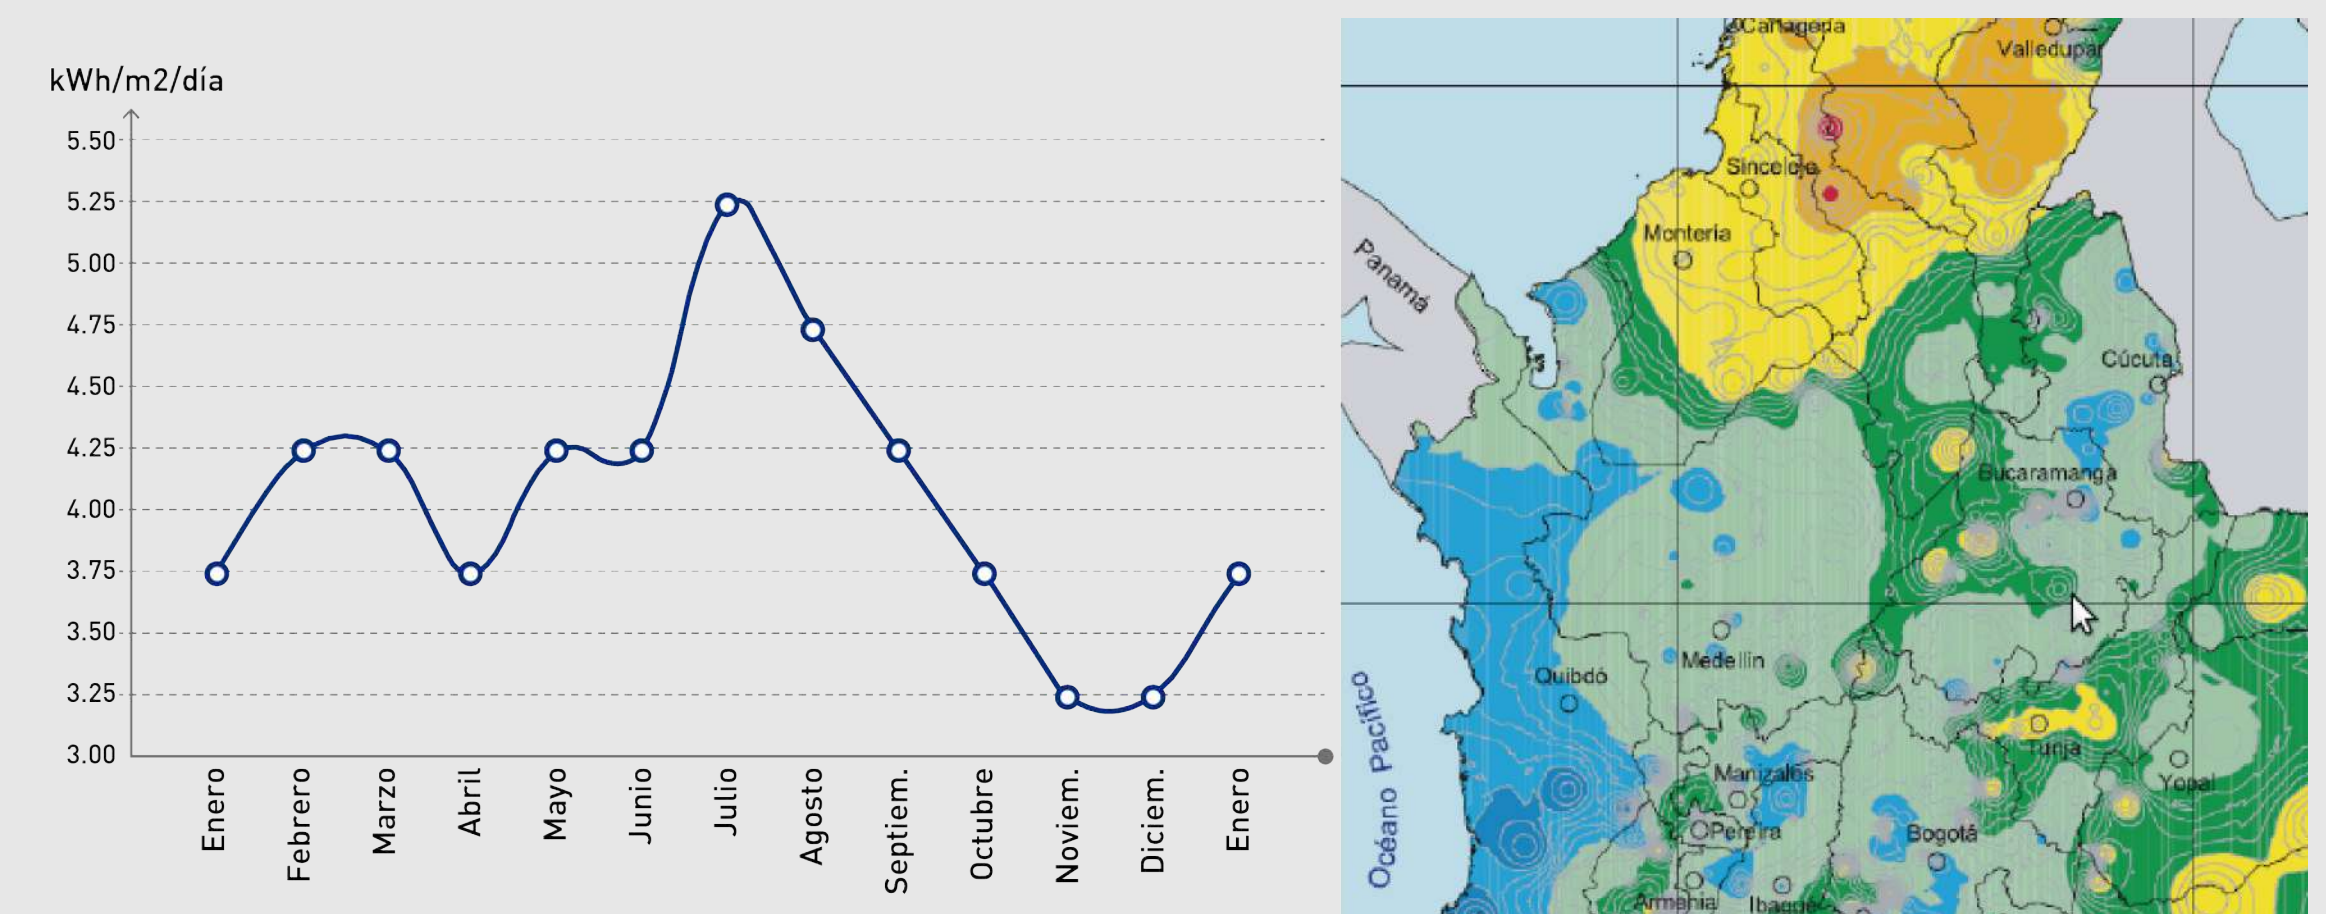 kWh/m2/día
5.50
5.25
5.00
4.75
4.50
4.25
4.00
3.75
3.50
3.25
3.00
Enero
Febrero
Marzo
Abril
Mayo
Junio
Julio
Agosto
Septiem.
Octubre
Noviem.
Diciem.
Enero
Cartagena
Valledupar
Sincelejo
Montería
Panamá
Cúcuta
Bucaramanga
Medellín
Quibdó
Tunja
Yopal
Manizales
Pereira
Bogotá
Armenia
Ibagué
Océano Pacífico